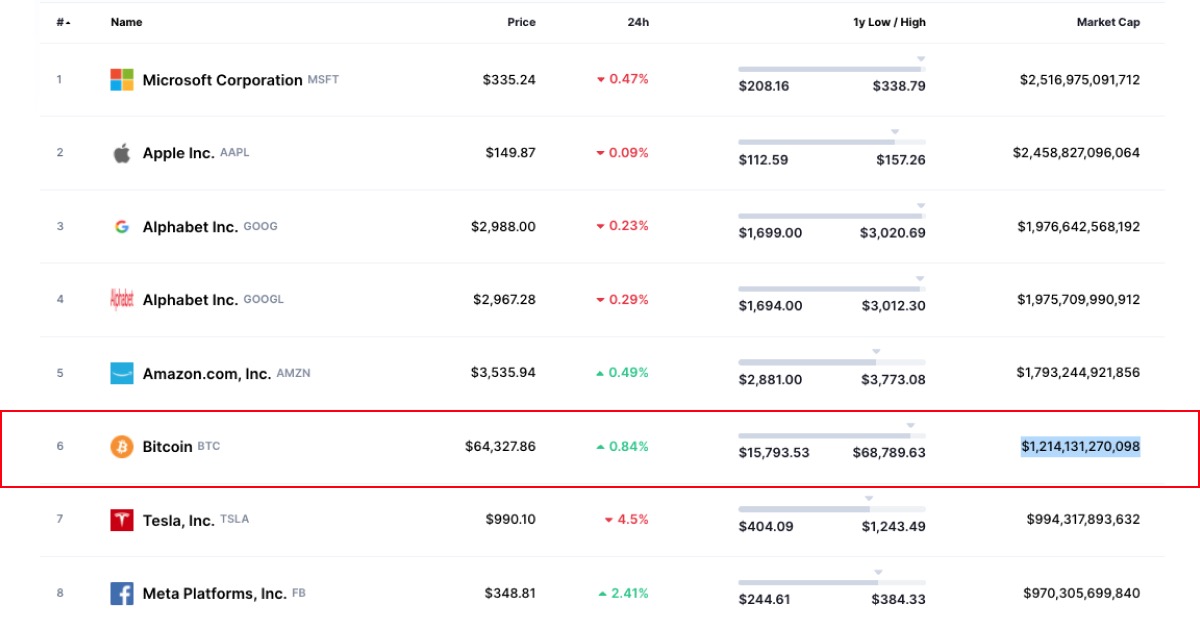 # Name Price 24h 1y Low / High Market Cap
1 Microsoft Corporation MSFT $335.24 0.47% $208.16 $338.79 $2,516,975,091,712
2 Apple Inc. AAPL $149.87 0.09% $112.59 $157.26 $2,458,827,096,064
3 Alphabet Inc. GOOG $2,988.00 0.23% $1,699.00 $3,020.69 $1,976,642,568,192
4 Alphabet Alphabet Inc. GOOGL $2,967.28 0.29% $1,694.00 $3,012.30 $1,975,709,990,912
5 Amazon.com, Inc. AMZN $3,535.94 0.49% $2,881.00 $3,773.08 $1,793,244,921,856
6 Bitcoin BTC $64,327.86 0.84% $15,793.53 $68,789.63 $1,214,131,270,098
7 Tesla, Inc. TSLA $990.10 4.5% $404.09 $1,243.49 $994,317,893,632
8 Meta Platforms, Inc. FB $348.81 2.41% $244.61 $384.33 $970,305,699,840